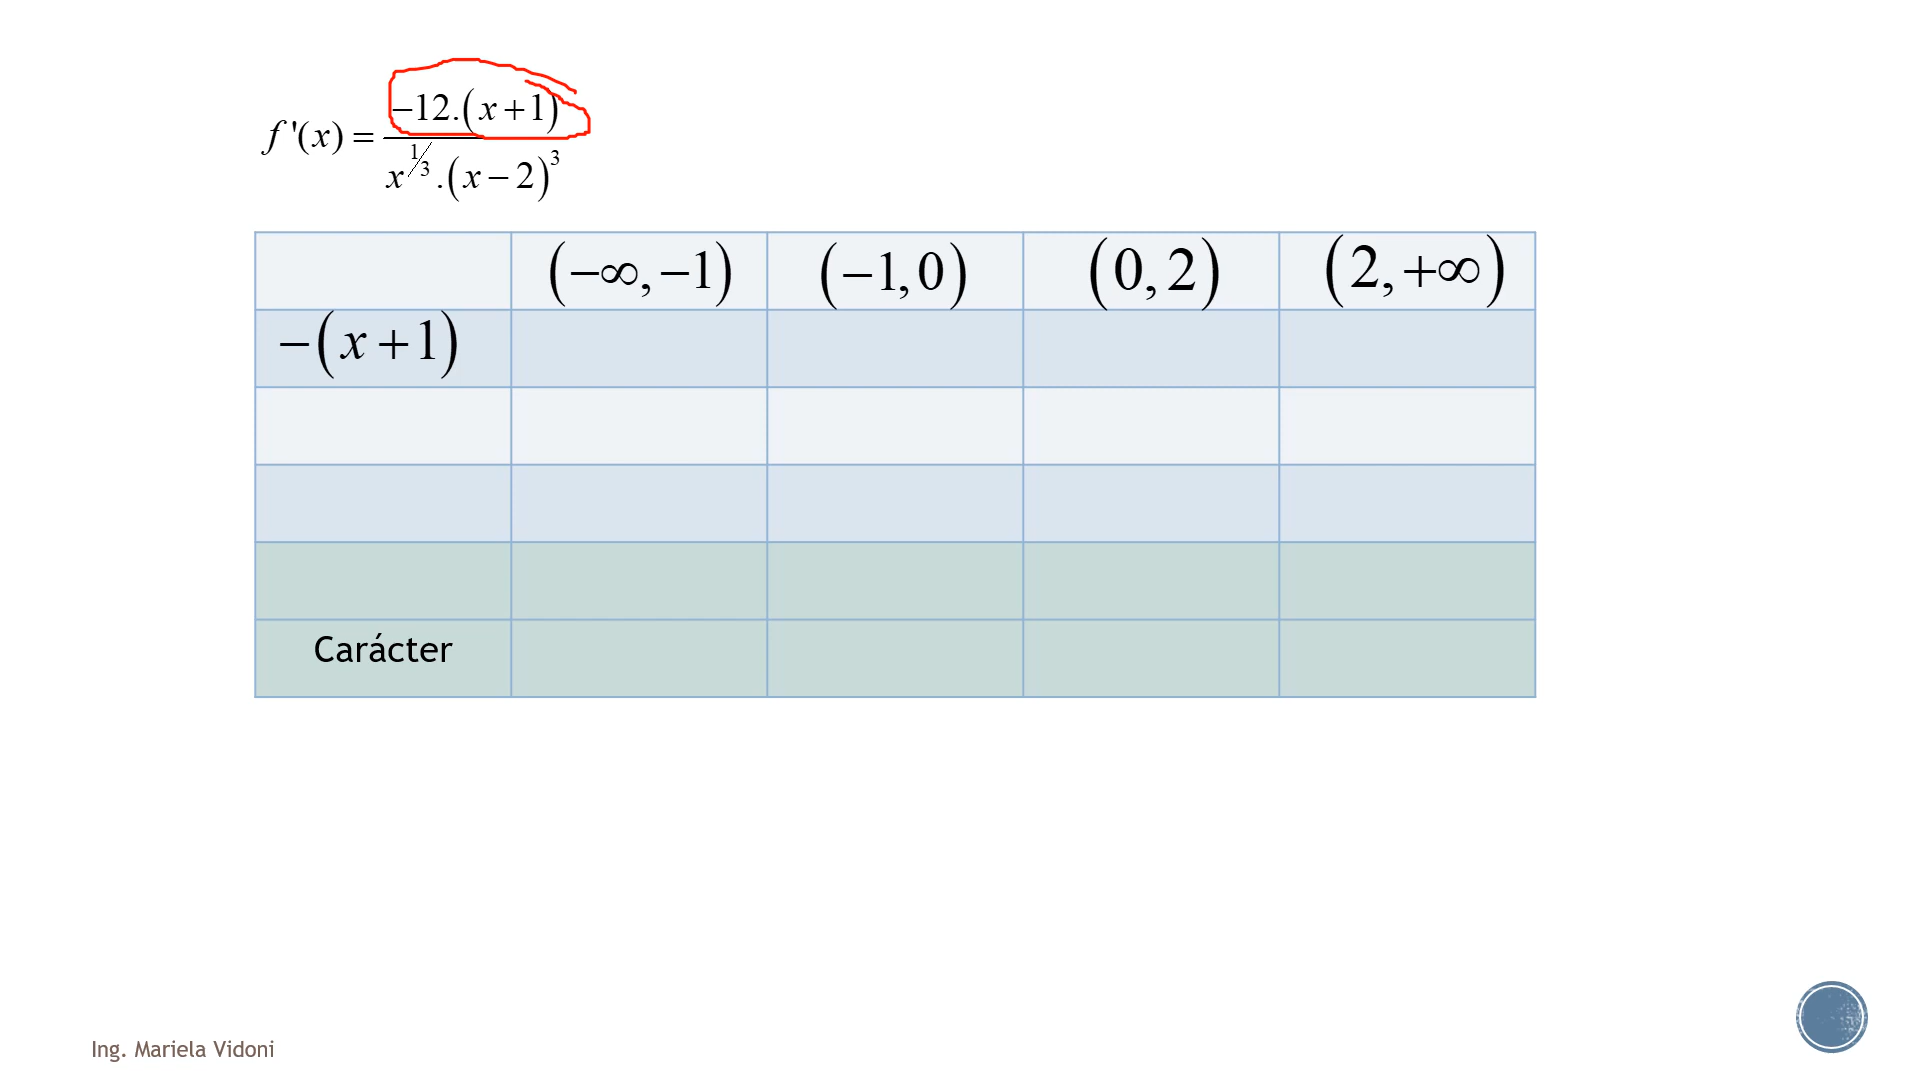 f'(x) = −12.(x+1) / x^(1/3).(x−2)^3
(−∞,−1) (−1,0) (0,2) (2,+∞)
−(x+1)
Carácter
Ing. Mariela Vidoni